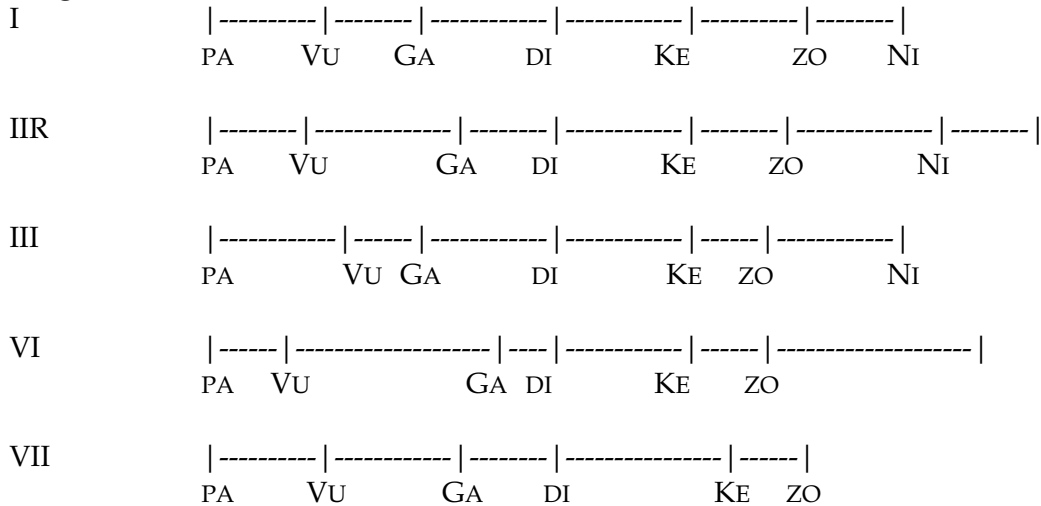 I |----------|--------|------------|------------|----------|--------|
PA VU GA DI KE ZO NI
IIR |--------|--------------|--------|------------|--------|--------------|--------|
PA VU GA DI KE ZO NI
III |------------|------|------------|------------|------|------------|
PA VU GA DI KE ZO NI
VI |------|--------------------|----|------------|------|--------------------|
PA VU GA DI KE ZO
VII |----------|------------|--------|----------------|------|
PA VU GA DI KE ZO